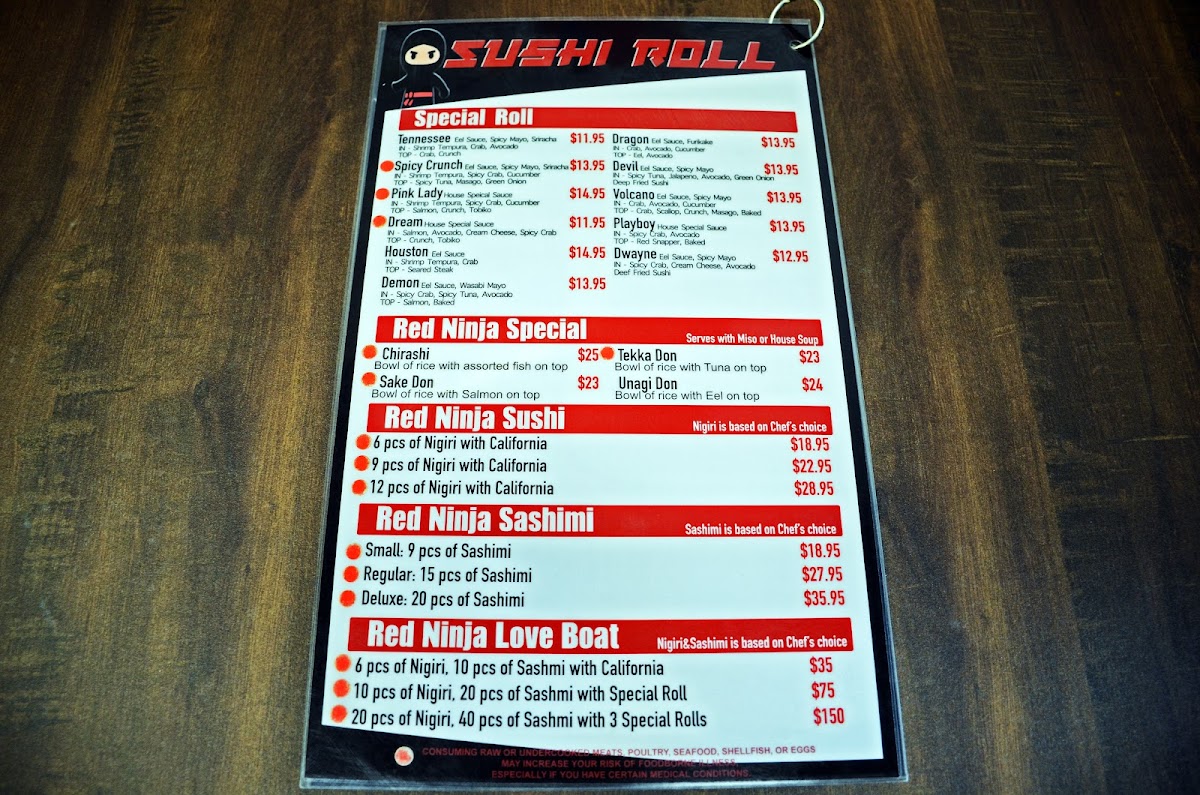 SUSHI ROLL
Special Roll
Tennessee Eel Sauce, Spicy Mayo, Sriracha $11.95
IN - Shrimp Tempura, Crab, Avocado
TOP - Crab, Crunch
Spicy Crunch Eel Sauce, Spicy Mayo, Sriracha $13.95
IN - Shrimp Tempura, Spicy Crab, Cucumber
TOP - Spicy Tuna, Masago, Green Onion
Pink Lady House Speical Sauce $14.95
IN - Shrimp Tempura, Spicy Crab, Cucumber
TOP - Salmon, Crunch, Tobiko
Dream House Special Sauce $11.95
IN - Salmon, Avocado, Cream Cheese, Spicy Crab
TOP - Crunch, Tobiko
Houston Eel Sauce $14.95
IN - Shrimp Tempura, Crab
TOP - Seared Steak
Demon Eel Sauce, Wasabi Mayo $13.95
IN - Spicy Crab, Spicy Tuna, Avocado
TOP - Salmon, Baked
Dragon Eel Sauce, Furikake $13.95
IN - Crab, Avocado, Cucumber
TOP - Eel, Avocado
Devil Eel Sauce, Spicy Mayo $13.95
IN - Spicy Tuna, Jalapeno, Avocado, Green Onion
Deep Fried Sushi
Volcano Eel Sauce, Spicy Mayo $13.95
IN - Crab, Avocado, Cucumber
TOP - Crab, Scallop, Crunch, Masago, Baked
Playboy House Special Sauce $13.95
IN - Spicy Crab, Avocado
TOP - Red Snapper, Baked
Dwayne Eel Sauce, Spicy Mayo $12.95
IN - Spicy Crab, Cream Cheese, Avocado
Deef Fried Sushi
Red Ninja Special Serves with Miso or House Soup
Chirashi $25
Bowl of rice with assorted fish on top
Sake Don $23
Bowl of rice with Salmon on top
Tekka Don $23
Bowl of rice with Tuna on top
Unagi Don $24
Bowl of rice with Eel on top
Red Ninja Sushi Nigiri is based on Chef's choice
6 pcs of Nigiri with California $18.95
9 pcs of Nigiri with California $22.95
12 pcs of Nigiri with California $28.95
Red Ninja Sashimi Sashimi is based on Chef's choice
Small: 9 pcs of Sashimi $18.95
Regular: 15 pcs of Sashimi $27.95
Deluxe: 20 pcs of Sashimi $35.95
Red Ninja Love Boat Nigiri&Sashimi is based on Chef's choice
6 pcs of Nigiri, 10 pcs of Sashmi with California $35
10 pcs of Nigiri, 20 pcs of Sashmi with Special Roll $75
20 pcs of Nigiri, 40 pcs of Sashmi with 3 Special Rolls $150
CONSUMING RAW OR UNDERCOOKED MEATS, POULTRY, SEAFOOD, SHELLFISH, OR EGGS
MAY INCREASE YOUR RISK OF FOODBORNE ILLNESS,
ESPECIALLY IF YOU HAVE CERTAIN MEDICAL CONDITIONS.